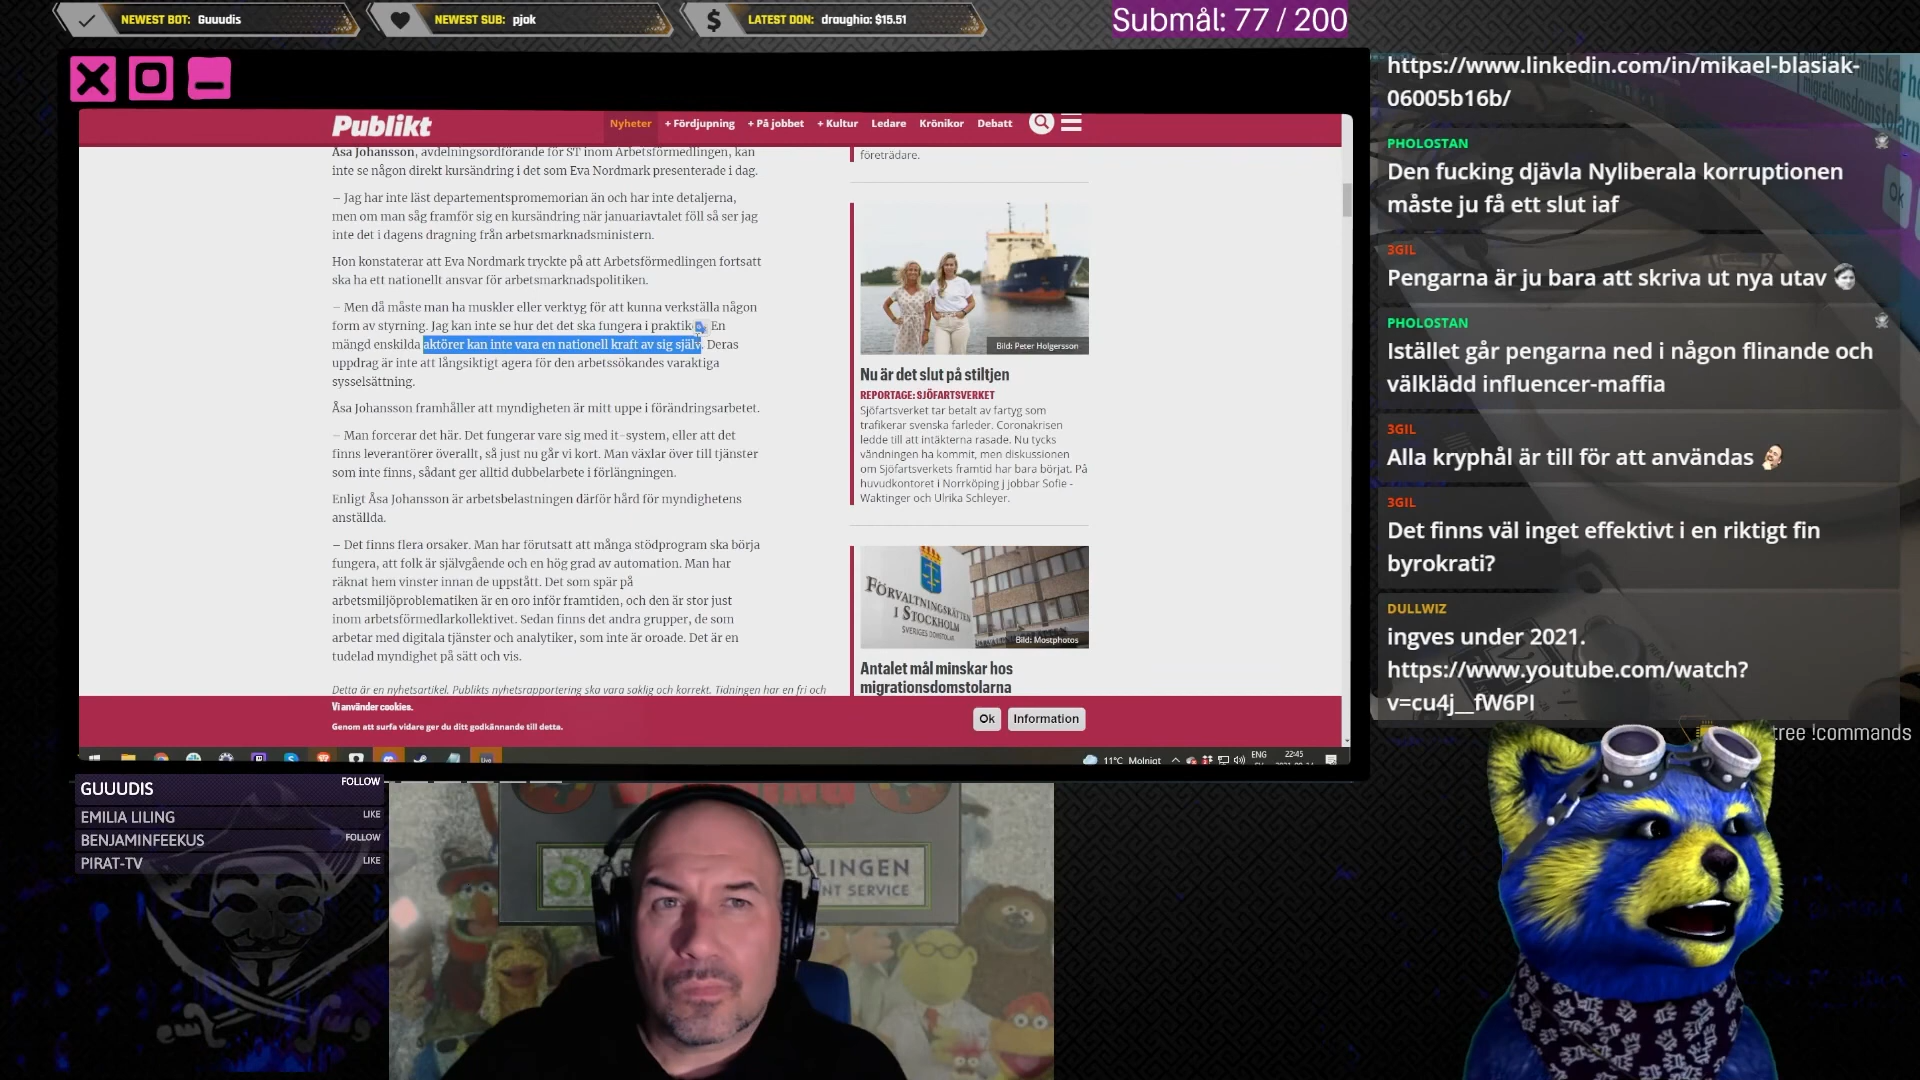 NEWEST BOT: Guuudis
NEWEST SUB: pjok
LATEST DON: draughio: $15.51
Submål: 77 / 200
Publikt
Nyheter + Fördjupning + På jobbet + Kultur Ledare Krönikor Debatt
Åsa Johansson, avdelningsordförande för ST inom Arbetsförmedlingen, kan
inte se någon direkt kursändring i det som Eva Nordmark presenterade i dag.
– Jag har inte läst departementspromemorian än och har inte detaljerna,
men om man såg framför sig en kursändring när januariavtalet föll så ser jag
inte det i dagens dragning från arbetsmarknadsministern.
Hon konstaterar att Eva Nordmark tryckte på att Arbetsförmedlingen fortsatt
ska ha ett nationellt ansvar för arbetsmarknadspolitiken.
– Men då måste man ha muskler eller verktyg för att kunna verkställa någon
form av styrning. Jag kan inte se hur det det ska fungera i praktik En
mängd enskilda aktörer kan inte vara en nationell kraft av sig själv. Deras
uppdrag är inte att långsiktigt agera för den arbetssökandes varaktiga
sysselsättning.
Åsa Johansson framhåller att myndigheten är mitt uppe i förändringsarbetet.
– Man forcerar det här. Det fungerar vare sig med it-system, eller att det
finns leverantörer överallt, så just nu går vi kort. Man växlar över till tjänster
som inte finns, sådant ger alltid dubbelarbete i förlängningen.
Enligt Åsa Johansson är arbetsbelastningen därför hård för myndighetens
anställda.
– Det finns flera orsaker. Man har förutsatt att många stödprogram ska börja
fungera, att folk är självgående och en hög grad av automation. Man har
räknat hem vinster innan de uppstått. Det som spär på
arbetsmiljöproblematiken är en oro inför framtiden, och den är stor just
inom arbetsförmedlarkollektivet. Sedan finns det andra grupper, de som
arbetar med digitala tjänster och analytiker, som inte är oroade. Det är en
tudelad myndighet på sätt och vis.
Detta är en nyhetsartikel. Publikts nyhetsrapportering ska vara saklig och korrekt. Tidningen har en fri och
företrädare.
Bild: Peter Holgersson
Nu är det slut på stiltjen
REPORTAGE: SJÖFARTSVERKET
Sjöfartsverket tar betalt av fartyg som
trafikerar svenska farleder. Coronakrisen
ledde till att intäkterna rasade. Nu tycks
vändningen ha kommit, men diskussionen
om Sjöfartsverkets framtid har bara börjat. På
huvudkontoret i Norrköping j jobbar Sofie -
Waktinger och Ulrika Schleyer.
FÖRVALTNINGSRÄTTEN
I STOCKHOLM
SVERIGES DOMSTOLAR
Bild: Mostphotos
Antalet mål minskar hos
migrationsdomstolarna
Vi använder cookies.
Genom att surfa vidare ger du ditt godkännande till detta.
Ok
Information
11°C Molnigt
ENG
22:45
https://www.linkedin.com/in/mikael-blasiak-
06005b16b/
PHOLOSTAN
Den fucking djävla Nyliberala korruptionen
måste ju få ett slut iaf
3GIL
Pengarna är ju bara att skriva ut nya utav
PHOLOSTAN
Istället går pengarna ned i någon flinande och
välklädd influencer-maffia
3GIL
Alla kryphål är till för att användas
3GIL
Det finns väl inget effektivt i en riktigt fin
byrokrati?
DULLWIZ
ingves under 2021.
https://www.youtube.com/watch?
v=cu4j__fW6PI
tree !commands
GUUUDIS FOLLOW
EMILIA LILING LIKE
BENJAMINFEEKUS FOLLOW
PIRAT-TV LIKE